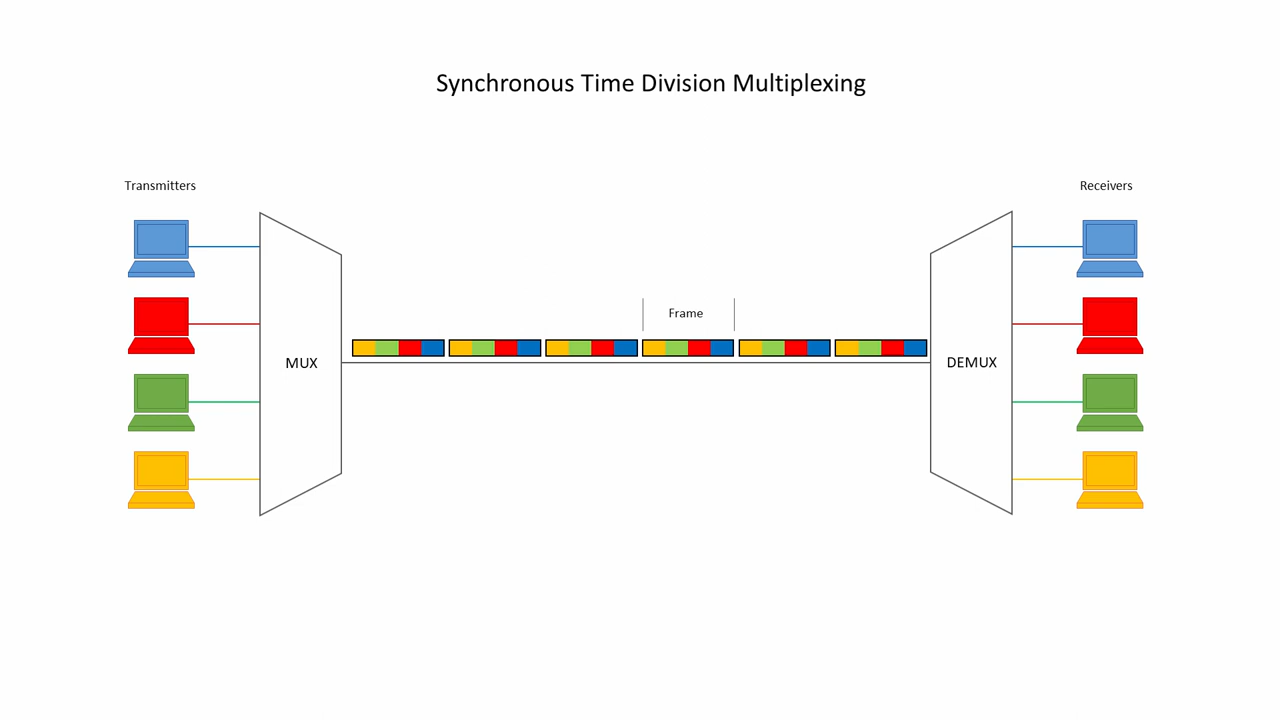 Synchronous Time Division Multiplexing
Transmitters
Receivers
Frame
MUX
DEMUX